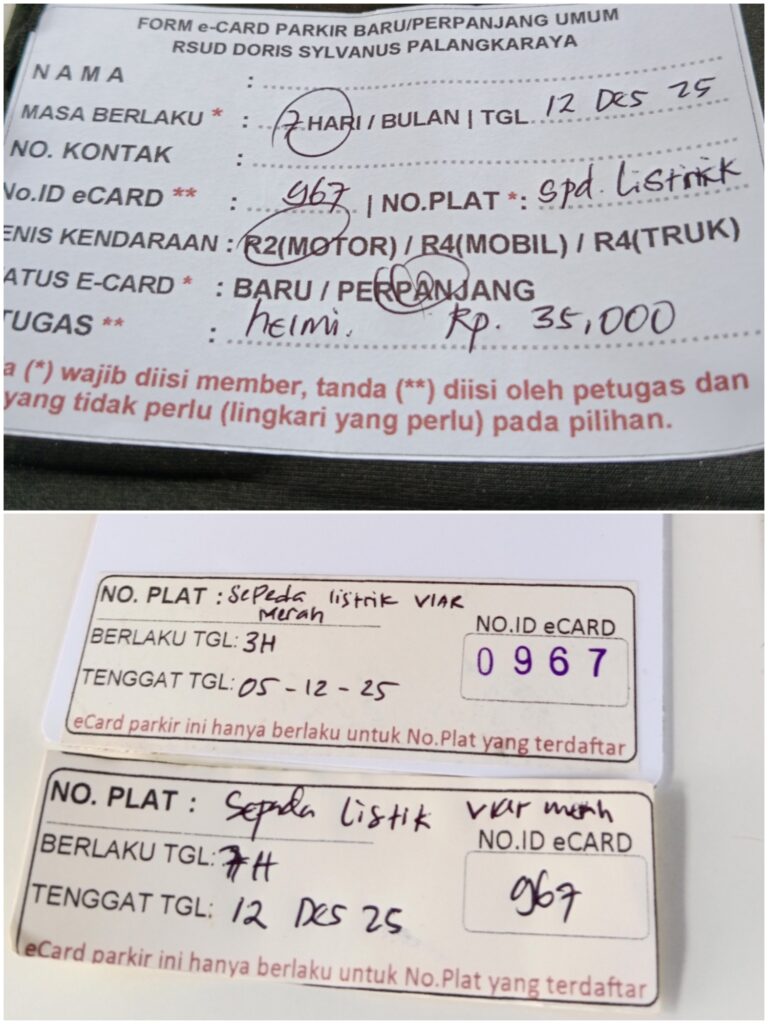 FORM e-CARD PARKIR BARU/PERPANJANG UMUM
RSUD DORIS SYLVANUS PALANGKARAYA
NAMA :
MASA BERLAKU * : 7 HARI / BULAN | TGL 12 DES 25
NO. KONTAK :
No.ID eCARD ** : 967 | NO.PLAT *: spd. Listrik
ENIS KENDARAAN : R2(MOTOR) / R4(MOBIL) / R4(TRUK)
ATUS E-CARD * : BARU / PERPANJANG
TUGAS ** : helmi. Rp. 35,000
a (*) wajib diisi member, tanda (**) diisi oleh petugas dan
yang tidak perlu (lingkari yang perlu) pada pilihan.
NO. PLAT : Sepeda listrik VIAR
Merah
NO.ID eCARD
BERLAKU TGL: 3H
0967
TENGGAT TGL: 05-12-25
eCard parkir ini hanya berlaku untuk No.Plat yang terdaftar
NO. PLAT : Sepeda Listik viar merah
NO.ID eCARD
BERLAKU TGL: 7H
967
TENGGAT TGL: 12 DES 25
eCard parkir ini hanya berlaku untuk No.Plat yang terdaftar